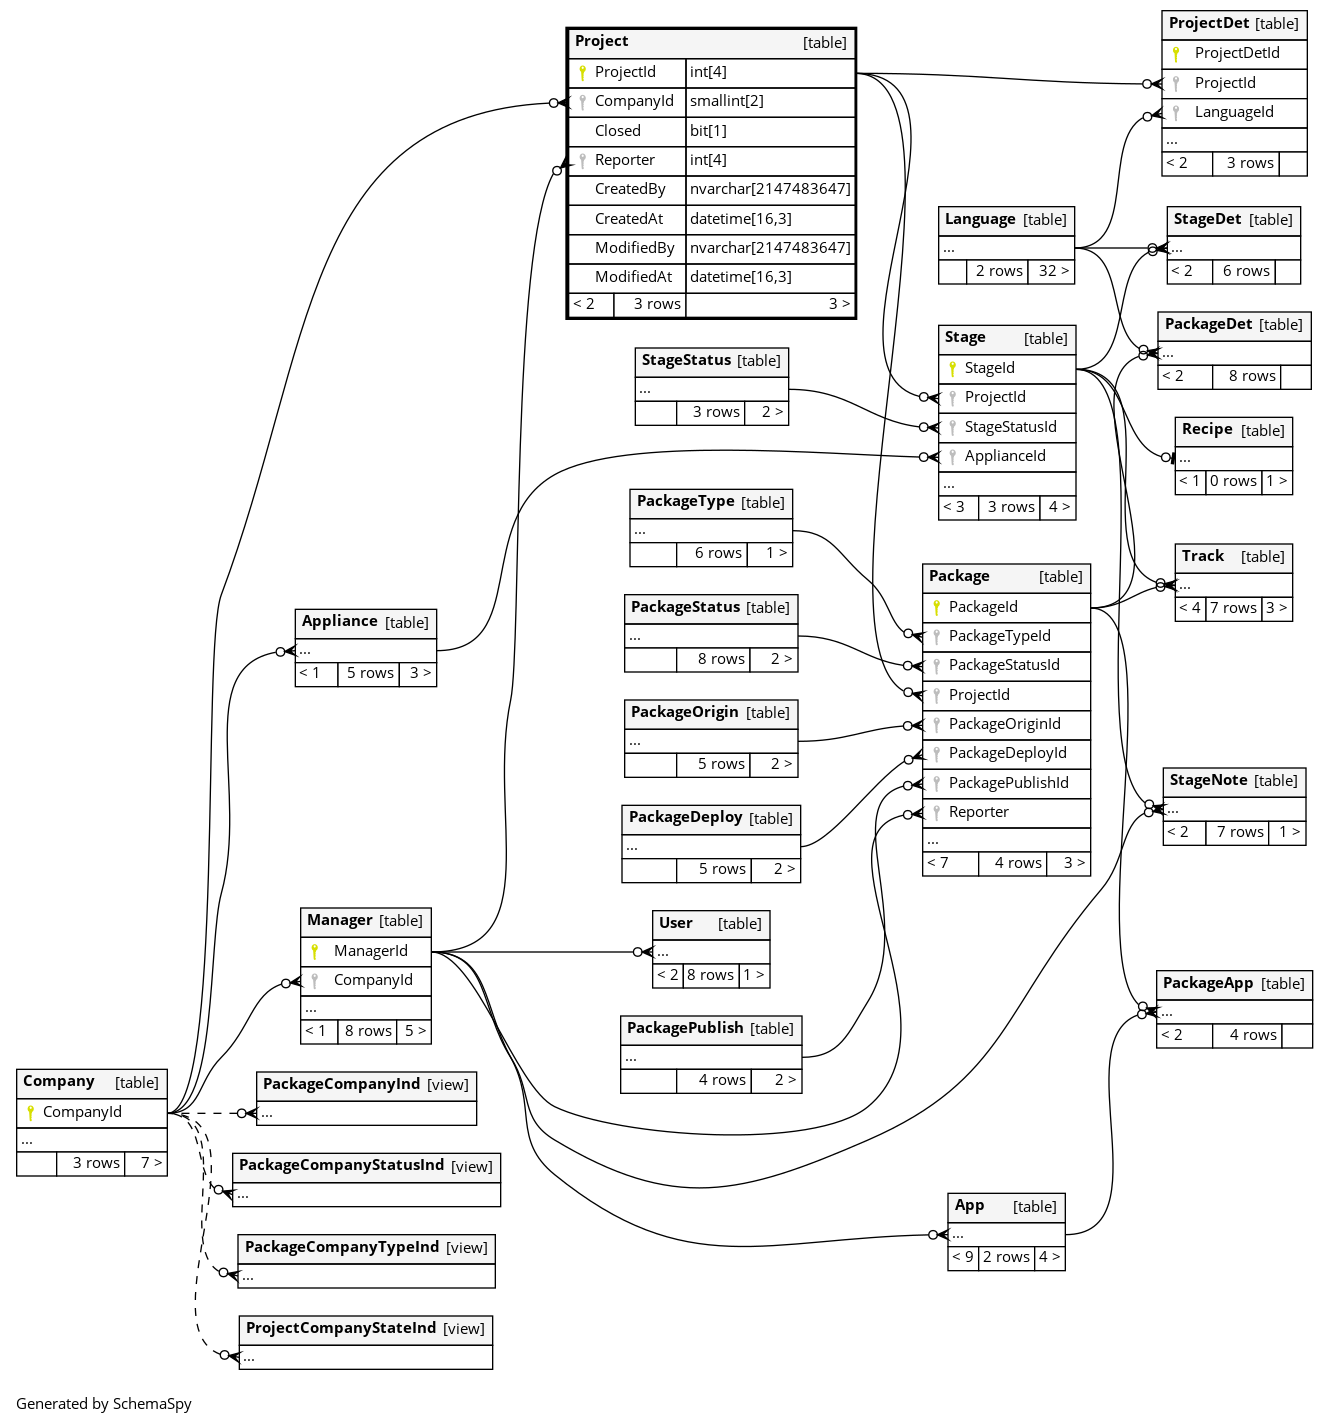 Project [table]
ProjectId int[4]
CompanyId smallint[2]
Closed bit[1]
Reporter int[4]
CreatedBy nvarchar[2147483647]
CreatedAt datetime[16,3]
ModifiedBy nvarchar[2147483647]
ModifiedAt datetime[16,3]
< 2 3 rows 3 >
ProjectDet [table]
ProjectDetId
ProjectId
LanguageId
...
< 2 3 rows
Language [table]
...
2 rows 32 >
StageDet [table]
...
< 2 6 rows
PackageDet [table]
...
< 2 8 rows
Stage [table]
StageId
ProjectId
StageStatusId
ApplianceId
...
< 3 3 rows 4 >
StageStatus [table]
...
3 rows 2 >
Recipe [table]
...
< 1 0 rows 1 >
PackageType [table]
...
6 rows 1 >
Track [table]
...
< 4 7 rows 3 >
Package [table]
PackageId
PackageTypeId
PackageStatusId
ProjectId
PackageOriginId
PackageDeployId
PackagePublishId
Reporter
...
< 7 4 rows 3 >
PackageStatus [table]
...
8 rows 2 >
Appliance [table]
...
< 1 5 rows 3 >
PackageOrigin [table]
...
5 rows 2 >
StageNote [table]
...
< 2 7 rows 1 >
PackageDeploy [table]
...
5 rows 2 >
Manager [table]
ManagerId
CompanyId
...
< 1 8 rows 5 >
User [table]
...
< 2 8 rows 1 >
PackageApp [table]
...
< 2 4 rows
PackagePublish [table]
...
4 rows 2 >
Company [table]
CompanyId
...
3 rows 7 >
PackageCompanyInd [view]
...
PackageCompanyStatusInd [view]
...
App [table]
...
< 9 2 rows 4 >
PackageCompanyTypeInd [view]
...
ProjectCompanyStateInd [view]
...
Generated by SchemaSpy